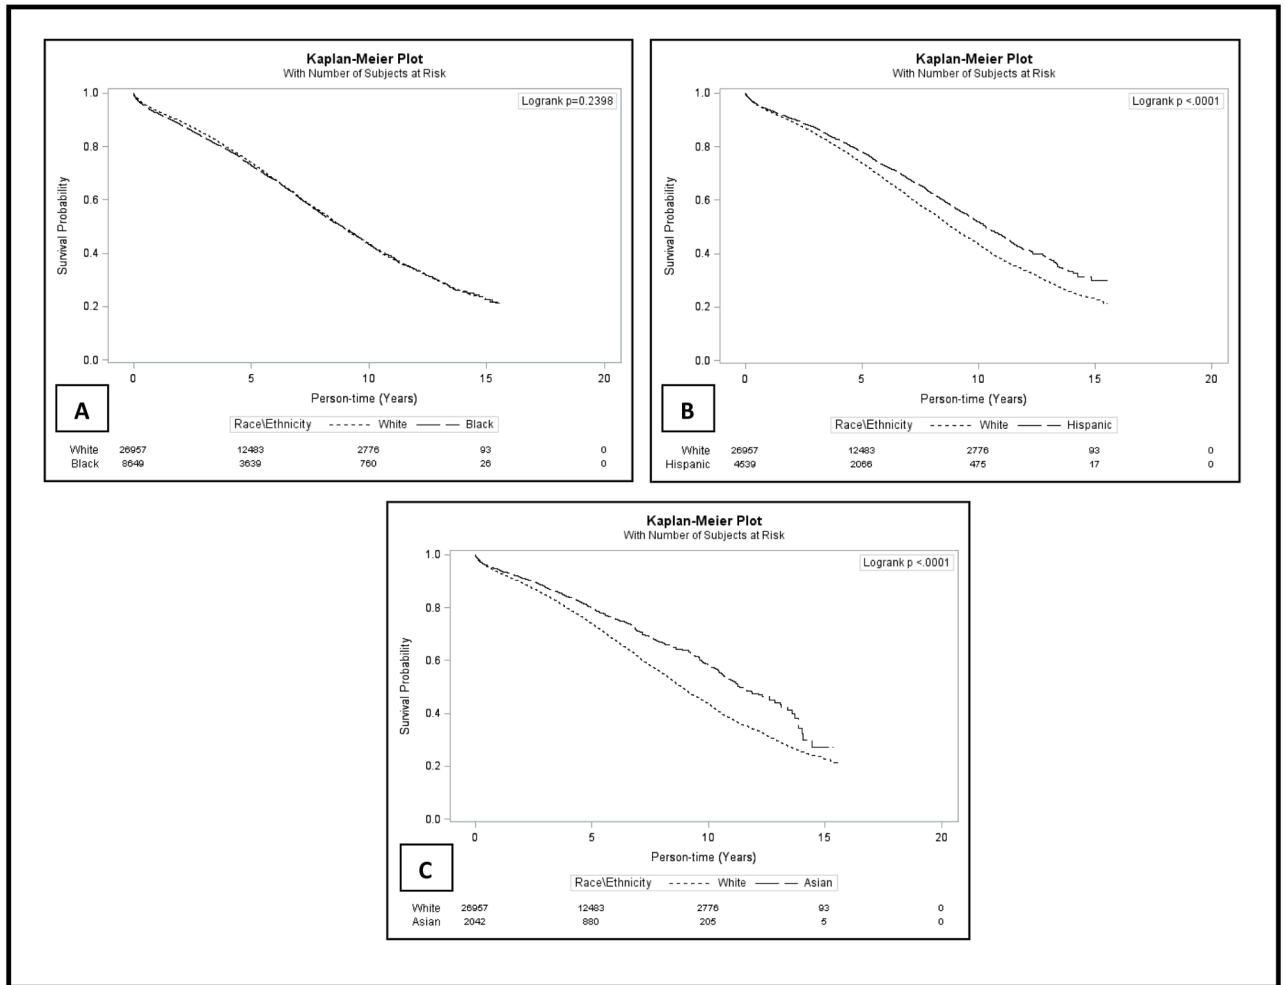 Kaplan-Meier Plot
With Number of Subjects at Risk
Logrank p=0.2398
Survival Probability
1.0
0.8
0.6
0.4
0.2
0.0
0 5 10 15 20
Person-time (Years)
A
Race\Ethnicity White Black
White 26957 12483 2776 93 0
Black 8649 3639 760 26 0
Kaplan-Meier Plot
With Number of Subjects at Risk
Logrank p <.0001
Survival Probability
1.0
0.8
0.6
0.4
0.2
0.0
0 5 10 15 20
Person-time (Years)
B
Race\Ethnicity White Hispanic
White 26957 12483 2776 93 0
Hispanic 4539 2066 475 17 0
Kaplan-Meier Plot
With Number of Subjects at Risk
Logrank p <.0001
Survival Probability
1.0
0.8
0.6
0.4
0.2
0.0
0 5 10 15 20
Person-time (Years)
C
Race\Ethnicity White Asian
White 26957 12483 2776 93 0
Asian 2042 880 205 5 0